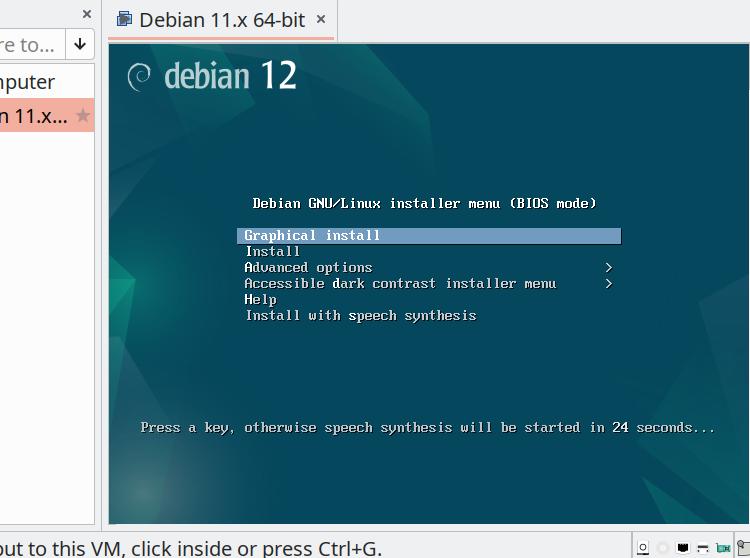 Debian 11.x 64-bit ×
×
re to...
nputer
n 11.x...
debian 12
Debian GNU/Linux installer menu (BIOS mode)
Graphical install
Install
Advanced options >
Accessible dark contrast installer menu >
Help
Install with speech synthesis
Press a key, otherwise speech synthesis will be started in 24 seconds...
out to this VM, click inside or press Ctrl+G.